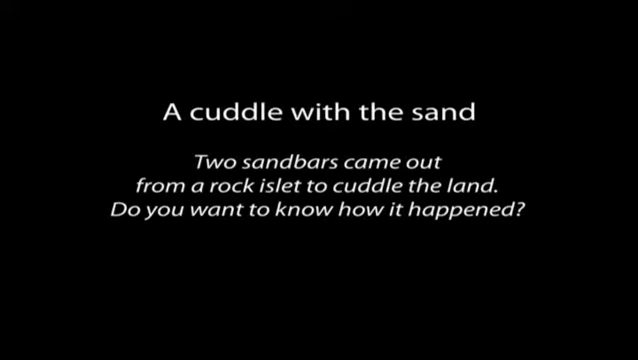 A cuddle with the sand
Two sandbars came out
from a rock islet to cuddle the land.
Do you want to know how it happened?